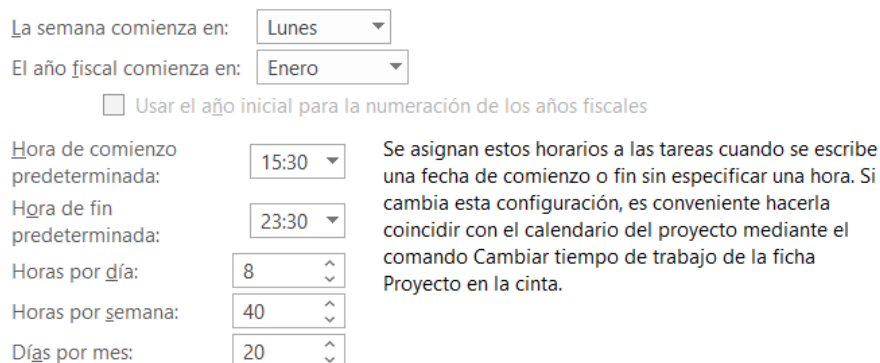 La semana comienza en: Lunes
El año fiscal comienza en: Enero
Usar el año inicial para la numeración de los años fiscales
Hora de comienzo
predeterminada: 15:30
Hora de fin
predeterminada: 23:30
Horas por día: 8
Horas por semana: 40
Días por mes: 20
Se asignan estos horarios a las tareas cuando se escribe
una fecha de comienzo o fin sin especificar una hora. Si
cambia esta configuración, es conveniente hacerla
coincidir con el calendario del proyecto mediante el
comando Cambiar tiempo de trabajo de la ficha
Proyecto en la cinta.